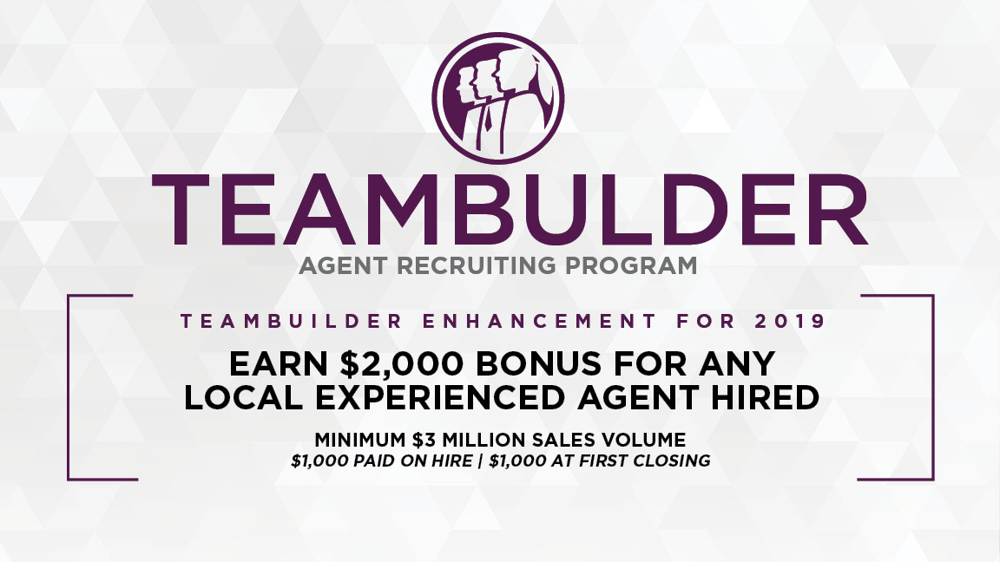 TEAMBULDER
AGENT RECRUITING PROGRAM
TEAMBUILDER ENHANCEMENT FOR 2019
EARN $2,000 BONUS FOR ANY
LOCAL EXPERIENCED AGENT HIRED
MINIMUM $3 MILLION SALES VOLUME
$1,000 PAID ON HIRE | $1,000 AT FIRST CLOSING